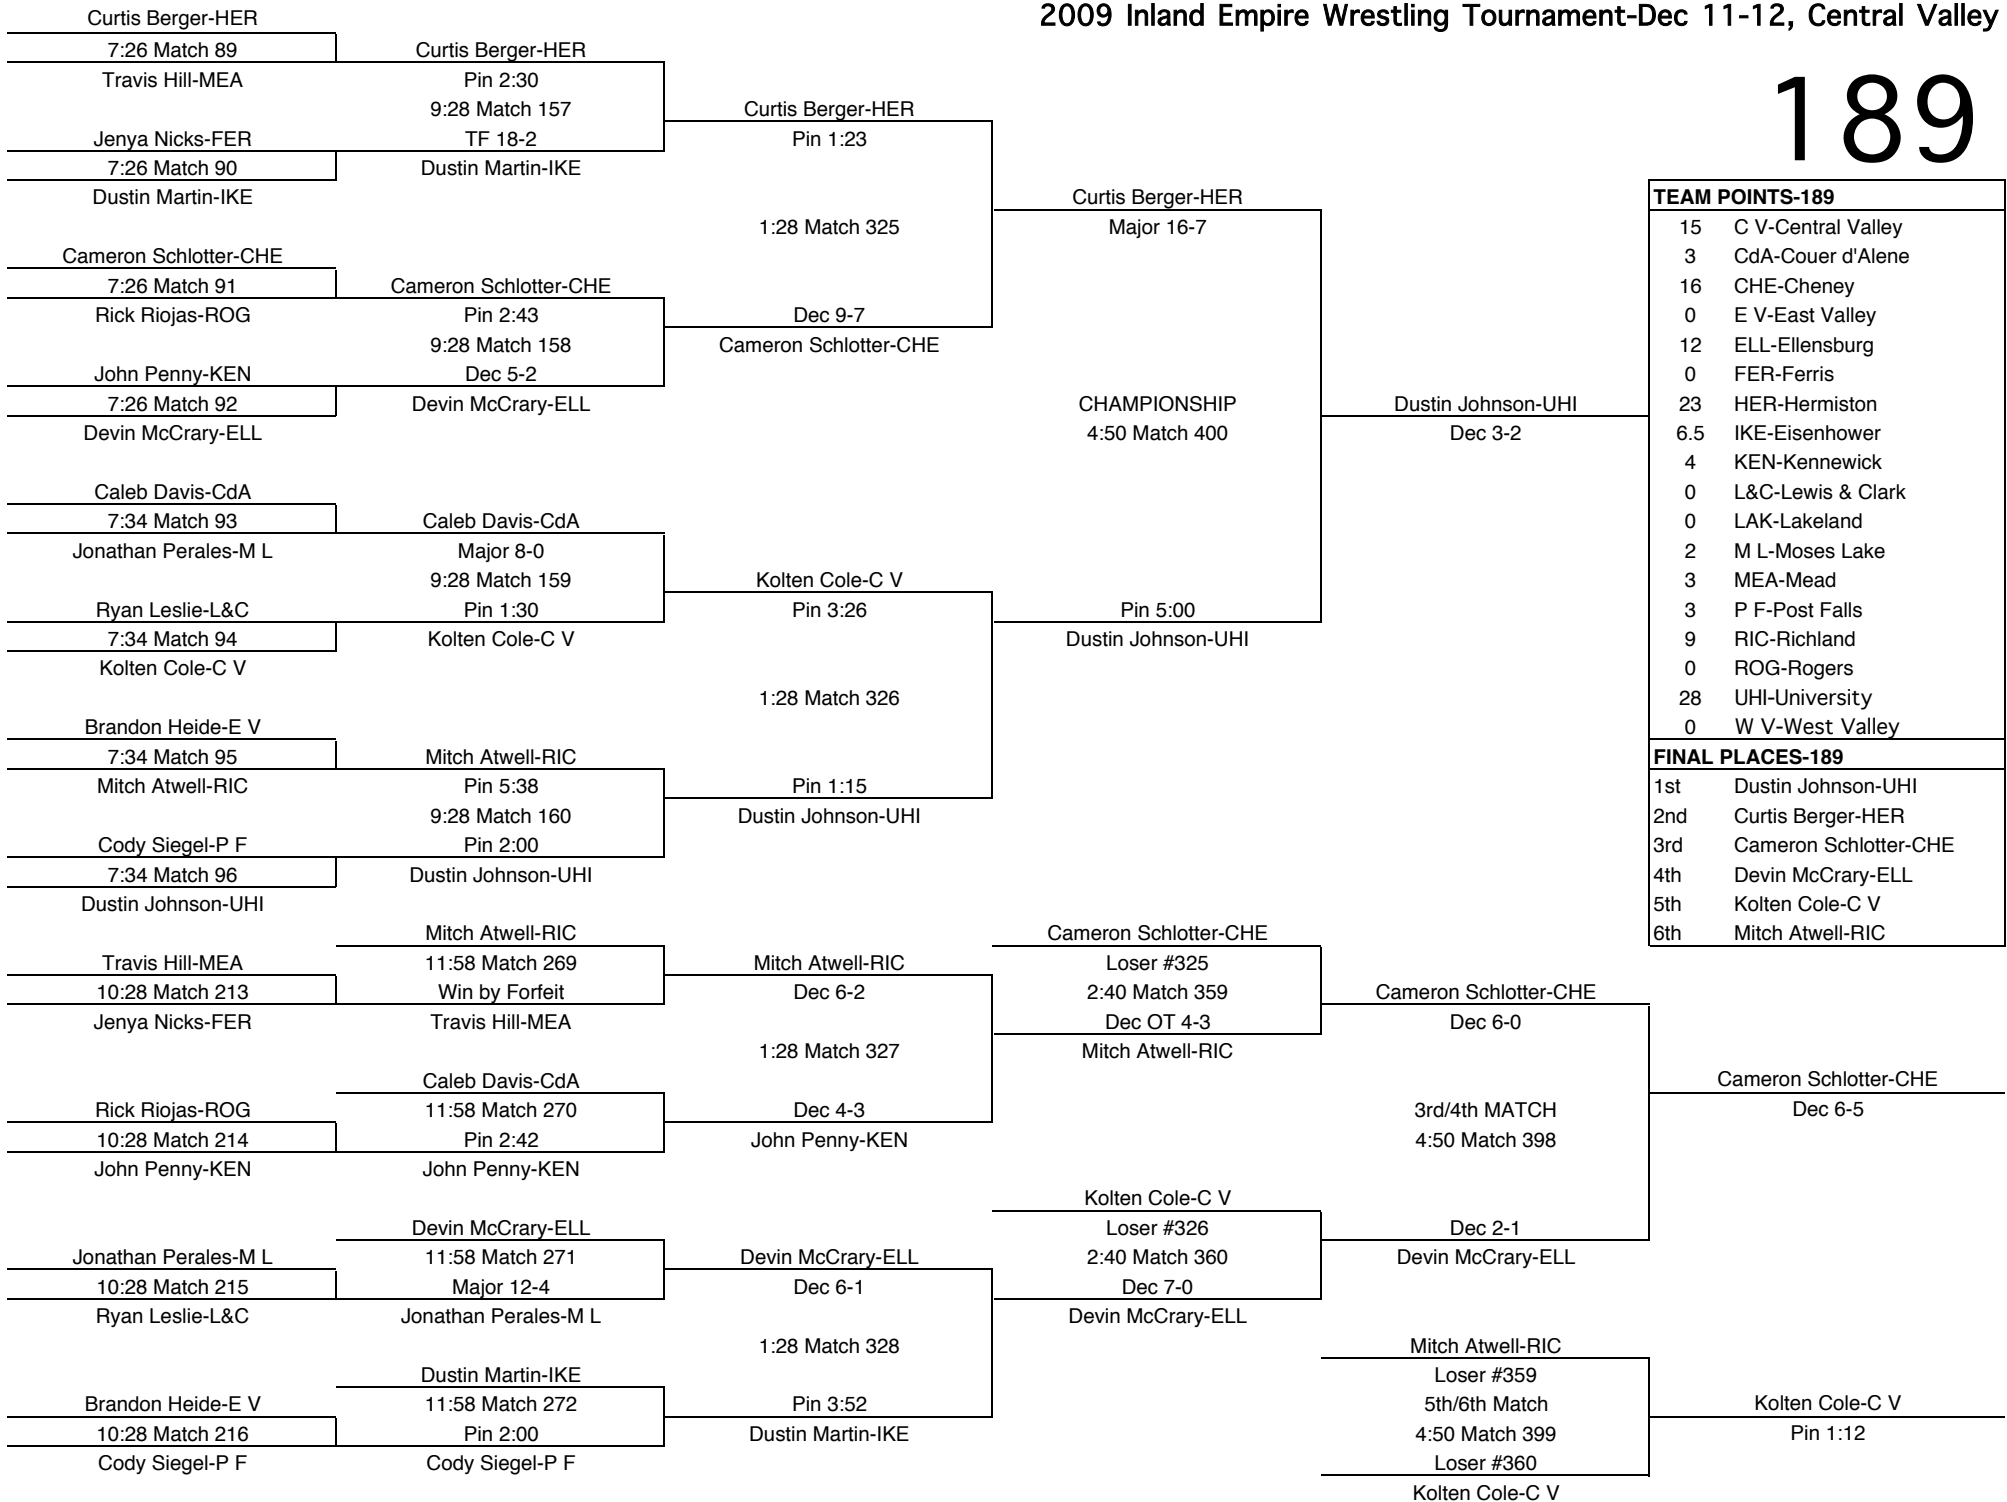 2009 Inland Empire Wrestling Tournament-Dec 11-12, Central Valley
189
Curtis Berger-HER
7:26 Match 89
Travis Hill-MEA
Jenya Nicks-FER
7:26 Match 90
Dustin Martin-IKE
Cameron Schlotter-CHE
7:26 Match 91
Rick Riojas-ROG
John Penny-KEN
7:26 Match 92
Devin McCrary-ELL
Caleb Davis-CdA
7:34 Match 93
Jonathan Perales-M L
Ryan Leslie-L&C
7:34 Match 94
Kolten Cole-C V
Brandon Heide-E V
7:34 Match 95
Mitch Atwell-RIC
Cody Siegel-P F
7:34 Match 96
Dustin Johnson-UHI
Curtis Berger-HER
Pin 2:30
9:28 Match 157
TF 18-2
Dustin Martin-IKE
Cameron Schlotter-CHE
Pin 2:43
9:28 Match 158
Dec 5-2
Devin McCrary-ELL
Caleb Davis-CdA
Major 8-0
9:28 Match 159
Pin 1:30
Kolten Cole-C V
Mitch Atwell-RIC
Pin 5:38
9:28 Match 160
Pin 2:00
Dustin Johnson-UHI
Curtis Berger-HER
Pin 1:23
1:28 Match 325
Dec 9-7
Cameron Schlotter-CHE
Kolten Cole-C V
Pin 3:26
1:28 Match 326
Pin 1:15
Dustin Johnson-UHI
Curtis Berger-HER
Major 16-7
CHAMPIONSHIP
4:50 Match 400
Pin 5:00
Dustin Johnson-UHI
Dustin Johnson-UHI
Dec 3-2
TEAM POINTS-189
15 C V-Central Valley
3 CdA-Couer d'Alene
16 CHE-Cheney
0 E V-East Valley
12 ELL-Ellensburg
0 FER-Ferris
23 HER-Hermiston
6.5 IKE-Eisenhower
4 KEN-Kennewick
0 L&C-Lewis & Clark
0 LAK-Lakeland
2 M L-Moses Lake
3 MEA-Mead
3 P F-Post Falls
9 RIC-Richland
0 ROG-Rogers
28 UHI-University
0 W V-West Valley
FINAL PLACES-189
1st Dustin Johnson-UHI
2nd Curtis Berger-HER
3rd Cameron Schlotter-CHE
4th Devin McCrary-ELL
5th Kolten Cole-C V
6th Mitch Atwell-RIC
Travis Hill-MEA
10:28 Match 213
Jenya Nicks-FER
Rick Riojas-ROG
10:28 Match 214
John Penny-KEN
Jonathan Perales-M L
10:28 Match 215
Ryan Leslie-L&C
Brandon Heide-E V
10:28 Match 216
Cody Siegel-P F
Mitch Atwell-RIC
11:58 Match 269
Win by Forfeit
Travis Hill-MEA
Caleb Davis-CdA
11:58 Match 270
Pin 2:42
John Penny-KEN
Devin McCrary-ELL
11:58 Match 271
Major 12-4
Jonathan Perales-M L
Dustin Martin-IKE
11:58 Match 272
Pin 2:00
Cody Siegel-P F
Mitch Atwell-RIC
Dec 6-2
1:28 Match 327
Dec 4-3
John Penny-KEN
Devin McCrary-ELL
Dec 6-1
1:28 Match 328
Pin 3:52
Dustin Martin-IKE
Cameron Schlotter-CHE
Loser #325
2:40 Match 359
Dec OT 4-3
Mitch Atwell-RIC
Kolten Cole-C V
Loser #326
2:40 Match 360
Dec 7-0
Devin McCrary-ELL
Cameron Schlotter-CHE
Dec 6-0
3rd/4th MATCH
4:50 Match 398
Dec 2-1
Devin McCrary-ELL
Mitch Atwell-RIC
Loser #359
5th/6th Match
4:50 Match 399
Loser #360
Kolten Cole-C V
Cameron Schlotter-CHE
Dec 6-5
Kolten Cole-C V
Pin 1:12